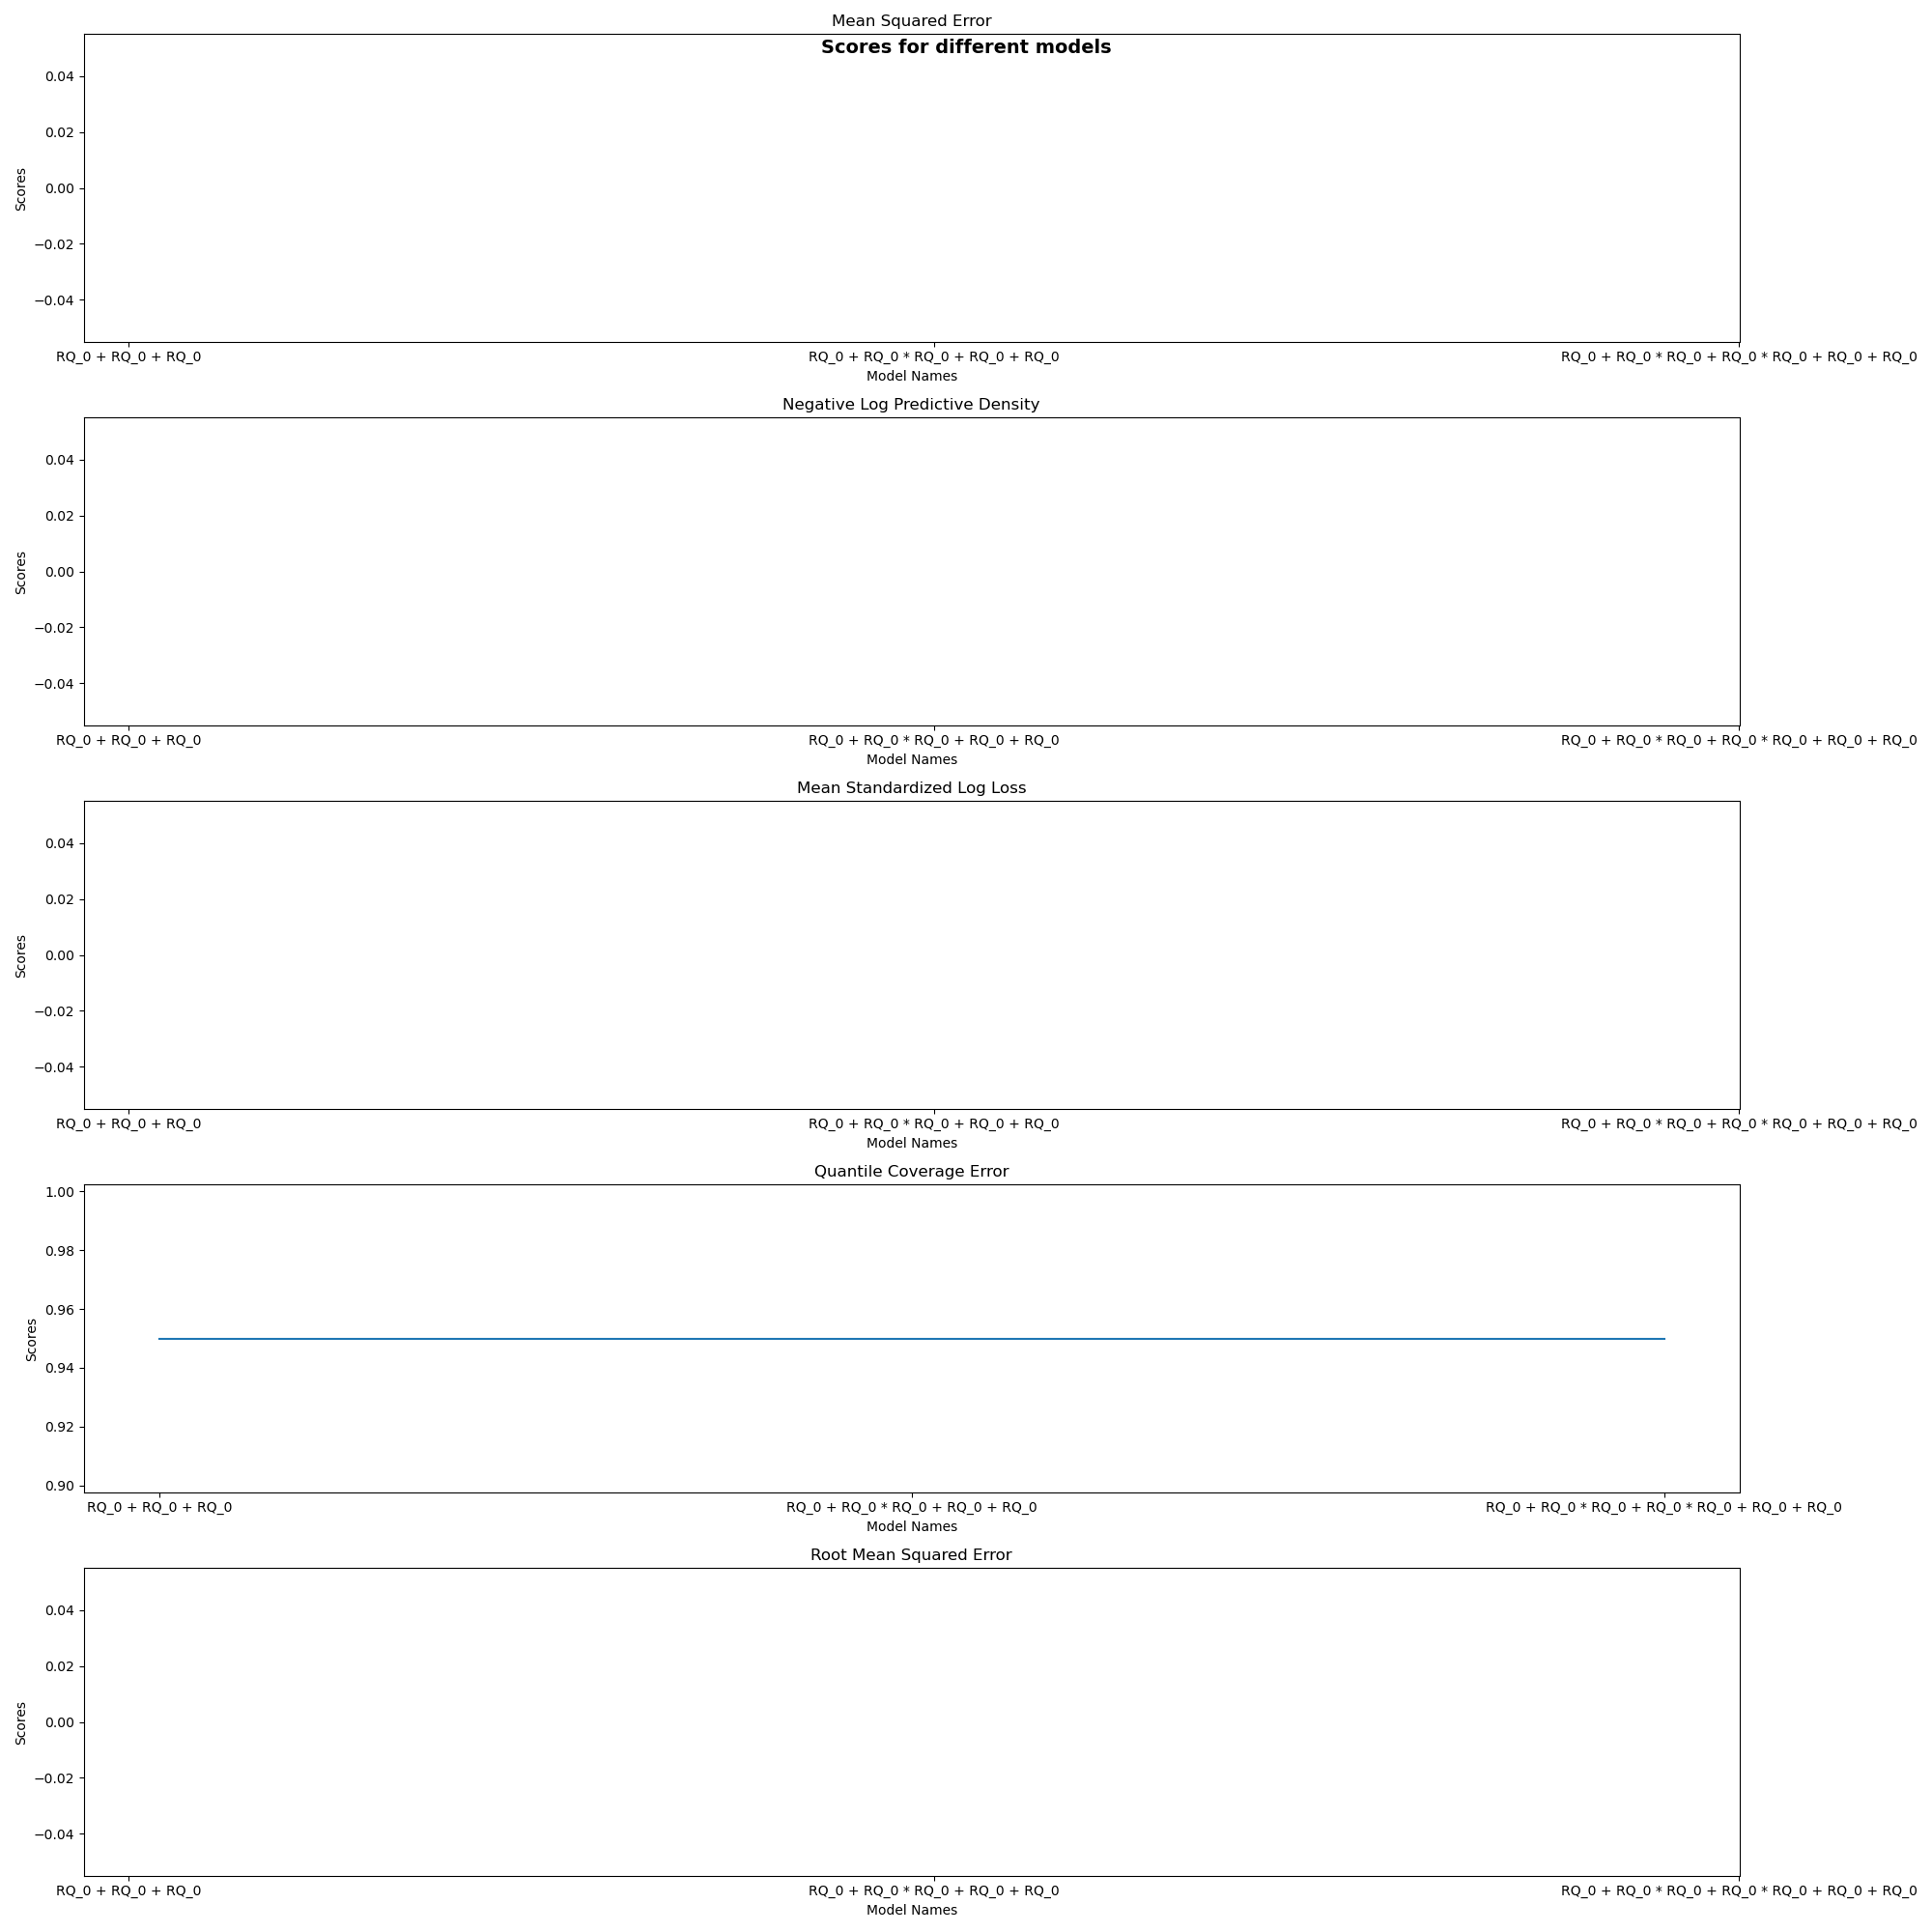 Mean Squared Error
Scores for different models
0.04
0.02
0.00
−0.02
−0.04
Scores
RQ_0 + RQ_0 + RQ_0
RQ_0 + RQ_0 * RQ_0 + RQ_0 + RQ_0
RQ_0 + RQ_0 * RQ_0 + RQ_0 * RQ_0 + RQ_0 + RQ_0
Model Names
Negative Log Predictive Density
0.04
0.02
0.00
−0.02
−0.04
Scores
RQ_0 + RQ_0 + RQ_0
RQ_0 + RQ_0 * RQ_0 + RQ_0 + RQ_0
RQ_0 + RQ_0 * RQ_0 + RQ_0 * RQ_0 + RQ_0 + RQ_0
Model Names
Mean Standardized Log Loss
0.04
0.02
0.00
−0.02
−0.04
Scores
RQ_0 + RQ_0 + RQ_0
RQ_0 + RQ_0 * RQ_0 + RQ_0 + RQ_0
RQ_0 + RQ_0 * RQ_0 + RQ_0 * RQ_0 + RQ_0 + RQ_0
Model Names
Quantile Coverage Error
1.00
0.98
0.96
0.94
0.92
0.90
Scores
RQ_0 + RQ_0 + RQ_0
RQ_0 + RQ_0 * RQ_0 + RQ_0 + RQ_0
RQ_0 + RQ_0 * RQ_0 + RQ_0 * RQ_0 + RQ_0 + RQ_0
Model Names
Root Mean Squared Error
0.04
0.02
0.00
−0.02
−0.04
Scores
RQ_0 + RQ_0 + RQ_0
RQ_0 + RQ_0 * RQ_0 + RQ_0 + RQ_0
RQ_0 + RQ_0 * RQ_0 + RQ_0 * RQ_0 + RQ_0 + RQ_0
Model Names